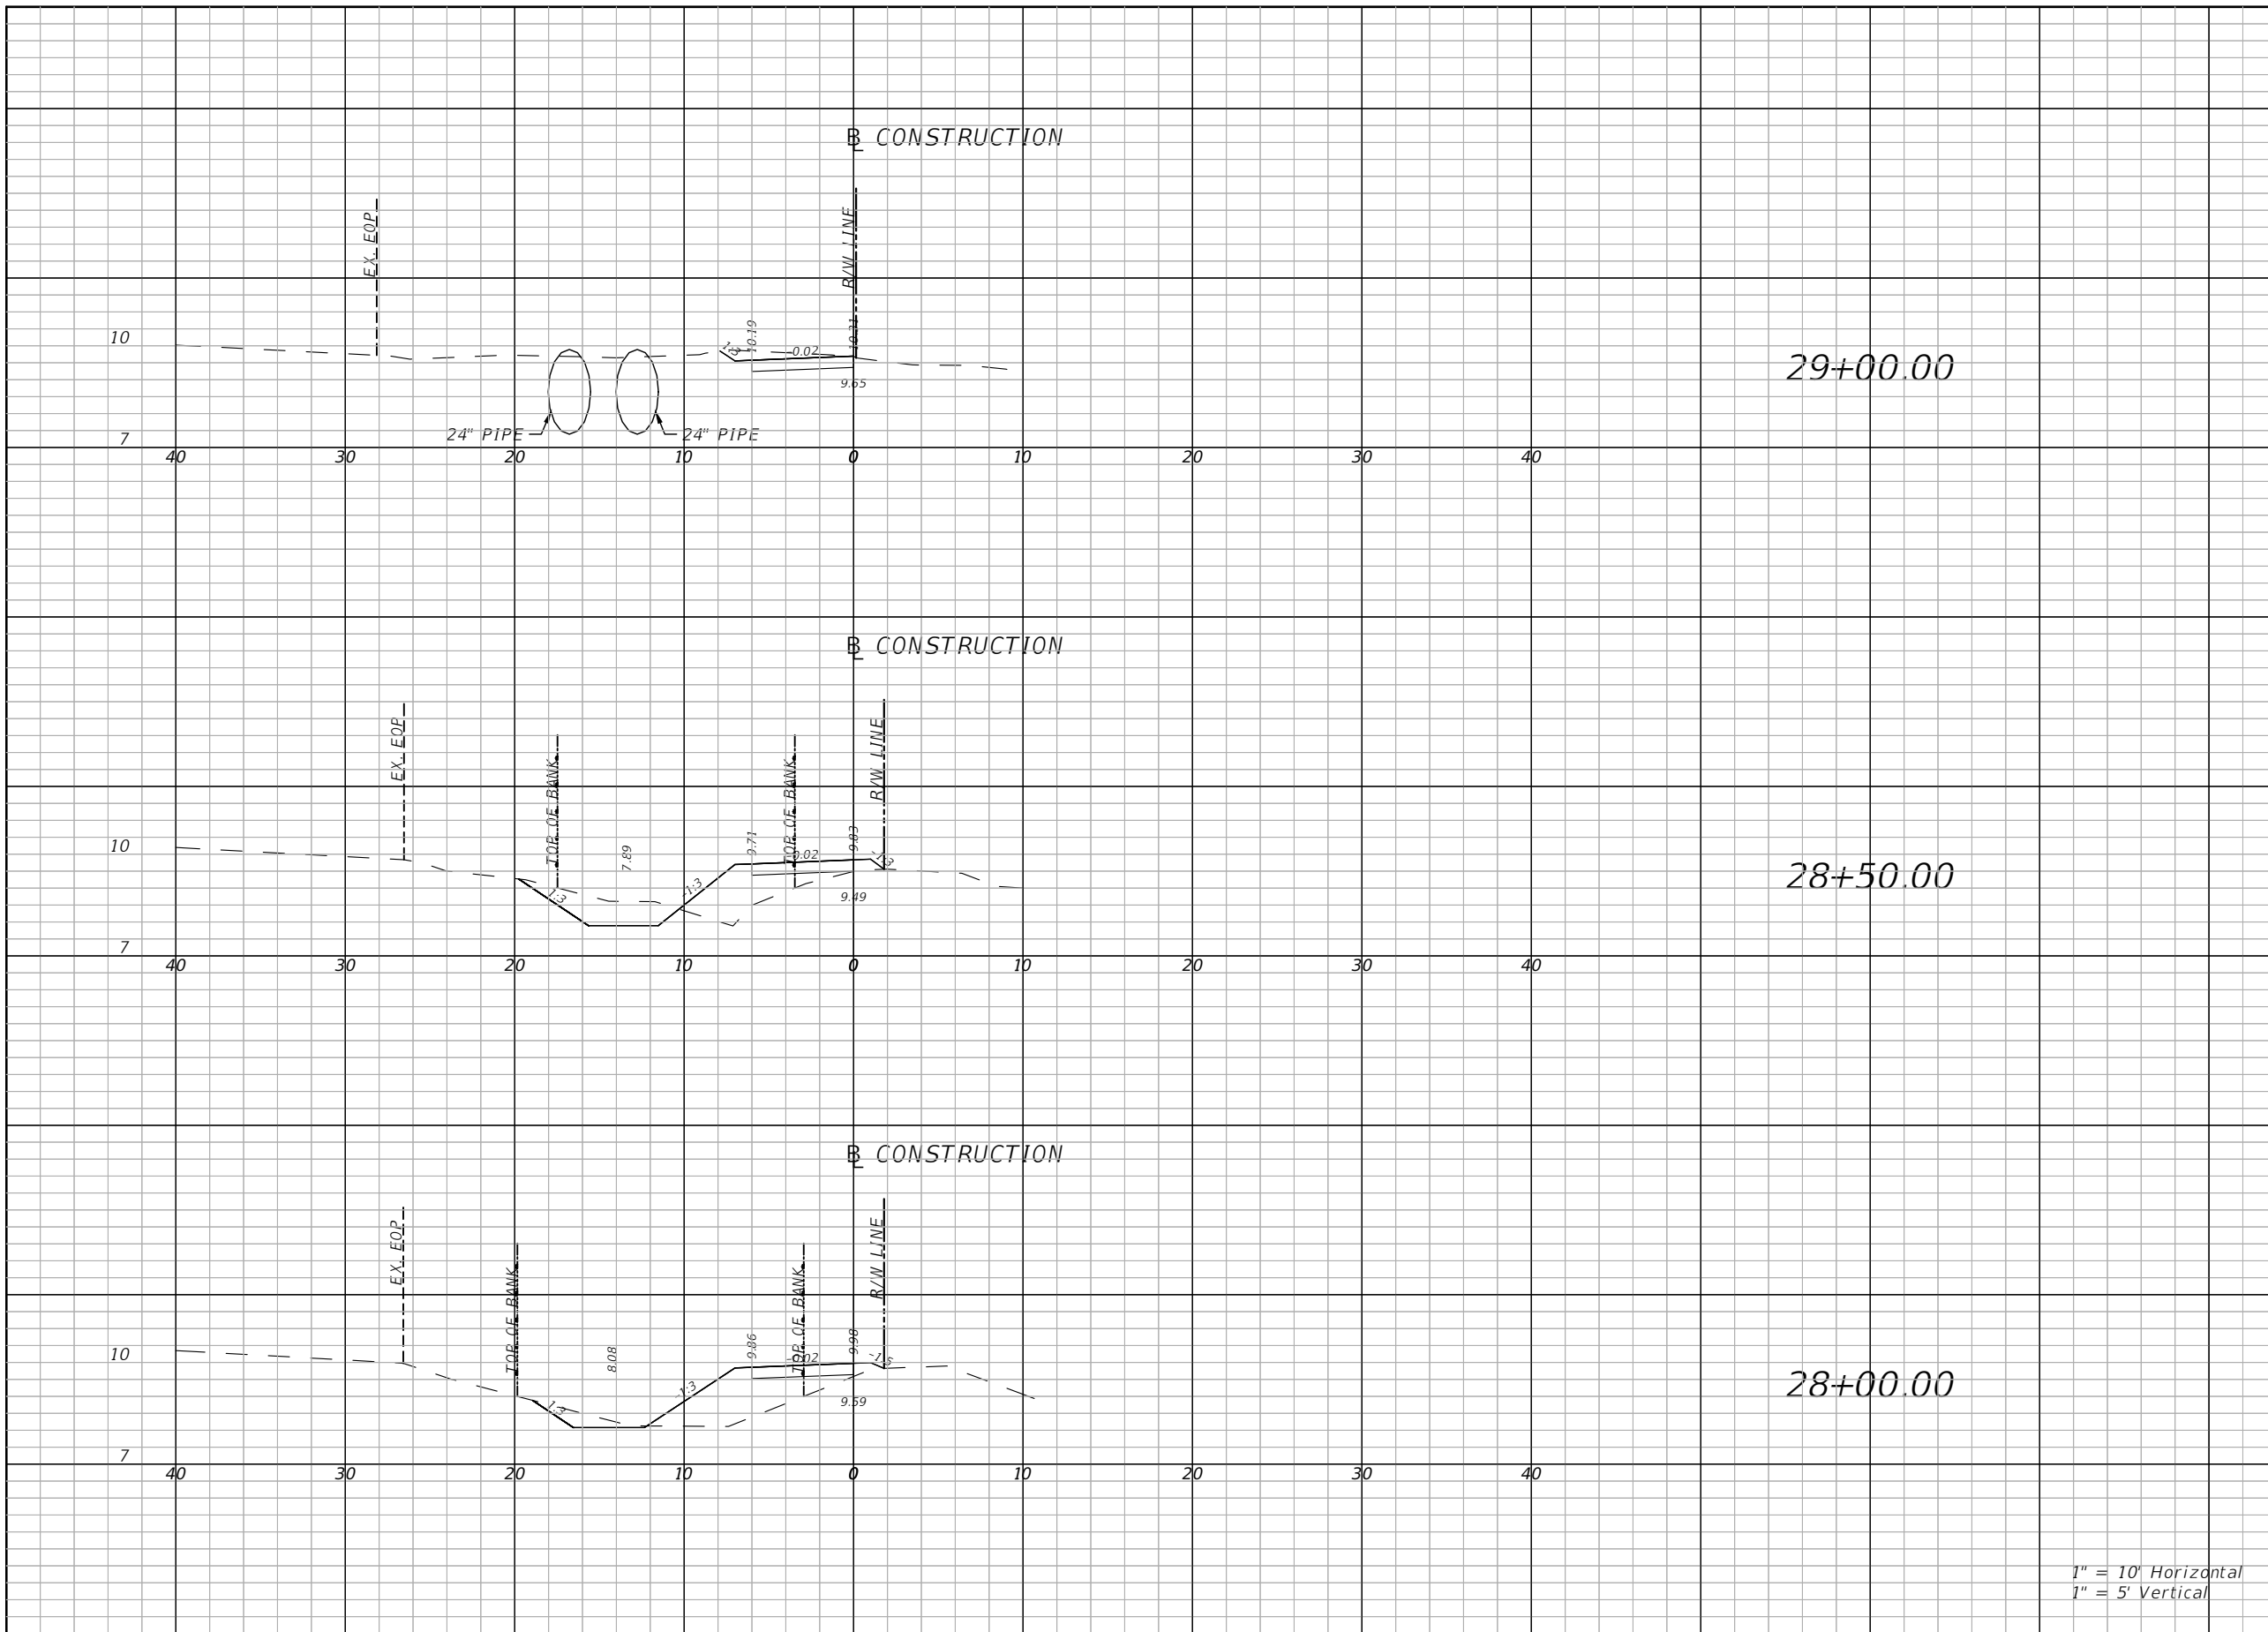 ℄ CONSTRUCTION
EX. EOP
R/W LINE
10
1:3
10.19
-0.02
9.65
29+00.00
24" PIPE
24" PIPE
7
40 30 20 10 0 10 20 30 40
℄ CONSTRUCTION
EX. EOP
TOP OF BANK
TOP OF BANK
R/W LINE
10
7.89
9.71
0.02
9.83
-1:3
1:3
-1:3
9.49
28+50.00
7
40 30 20 10 0 10 20 30 40
℄ CONSTRUCTION
EX. EOP
TOP OF BANK
TOP OF BANK
R/W LINE
10
8.08
9.86
9.98
-1:5
1:3
-1:3
9.59
28+00.00
7
40 30 20 10 0 10 20 30 40
1" = 10' Horizontal
1" = 5' Vertical